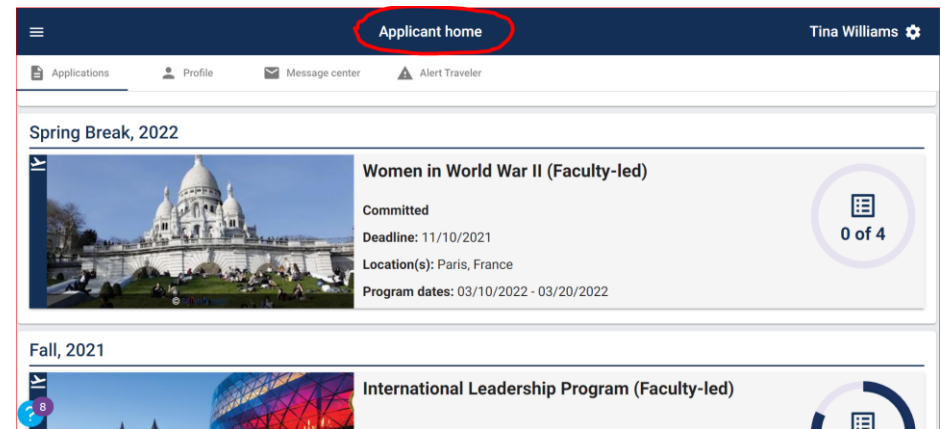 Applicant home
Tina Williams
Applications
Profile
Message center
Alert Traveler
Spring Break, 2022
Women in World War II (Faculty-led)
Committed
Deadline: 11/10/2021
Location(s): Paris, France
Program dates: 03/10/2022 - 03/20/2022
0 of 4
Fall, 2021
International Leadership Program (Faculty-led)
? 8